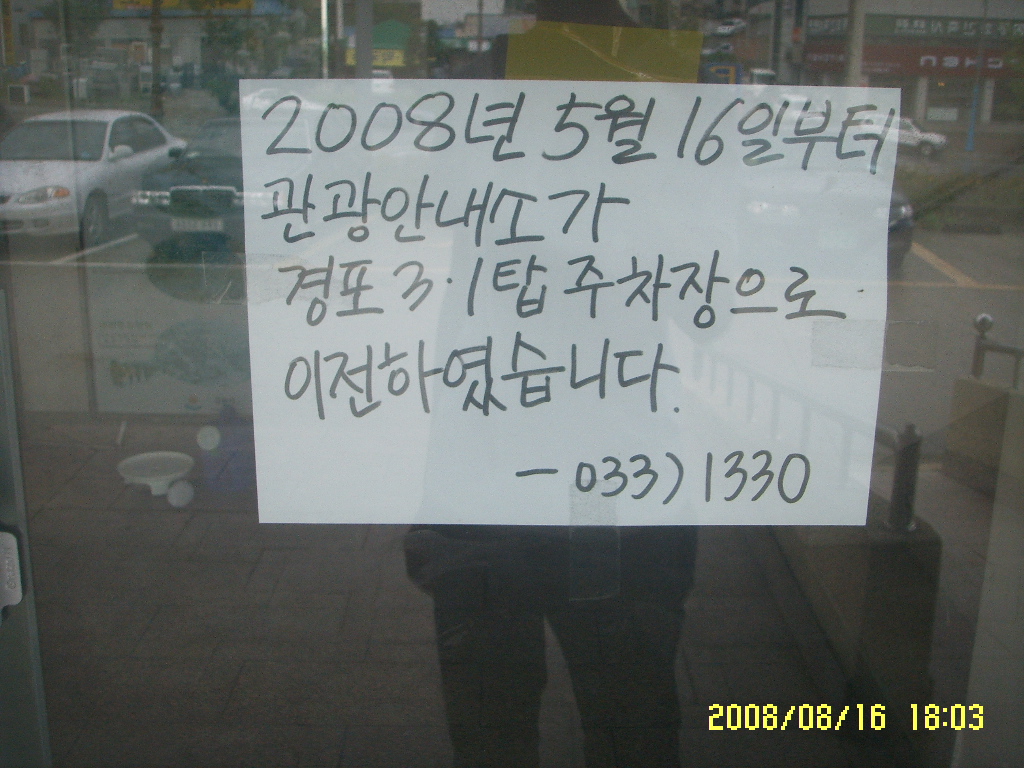 2008년 5월 16일부터
관광안내소가
경포 3·1탑 주차장으로
이전하였습니다.
- 033) 1330
2008/08/16 18:03